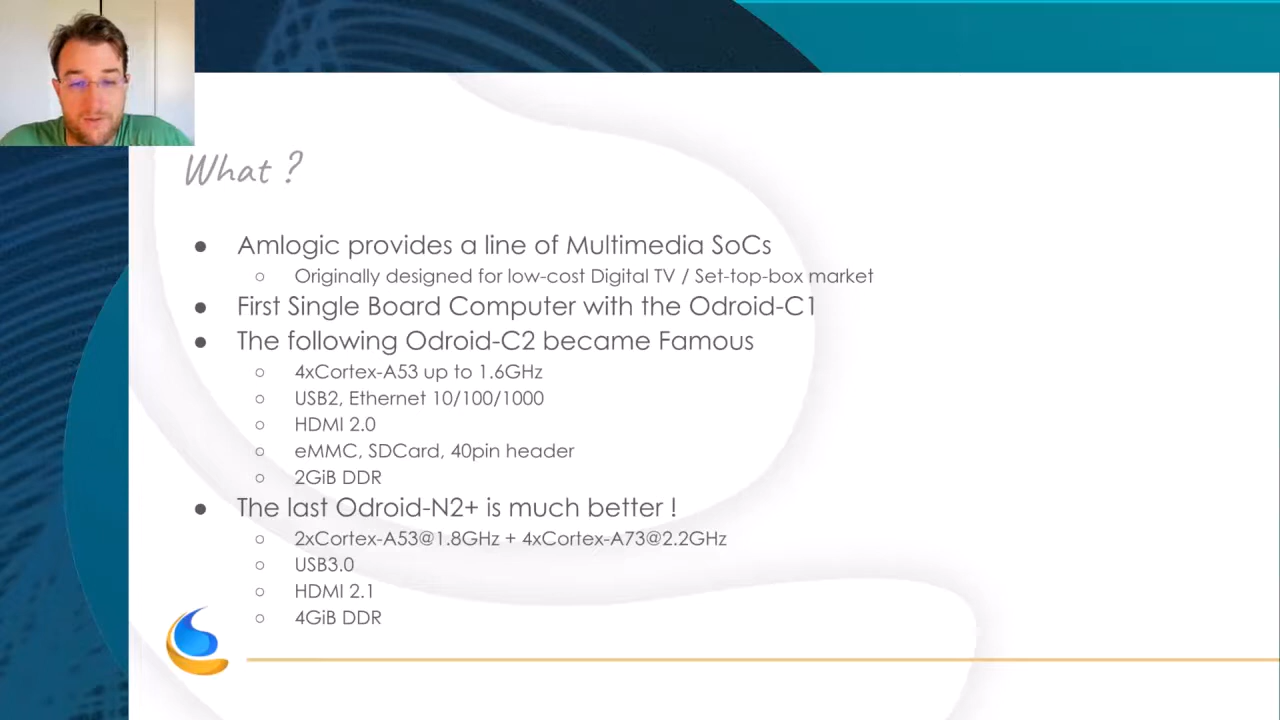 What ?
● Amlogic provides a line of Multimedia SoCs
○ Originally designed for low-cost Digital TV / Set-top-box market
● First Single Board Computer with the Odroid-C1
● The following Odroid-C2 became Famous
○ 4xCortex-A53 up to 1.6GHz
○ USB2, Ethernet 10/100/1000
○ HDMI 2.0
○ eMMC, SDCard, 40pin header
○ 2GiB DDR
● The last Odroid-N2+ is much better !
○ 2xCortex-A53@1.8GHz + 4xCortex-A73@2.2GHz
○ USB3.0
○ HDMI 2.1
○ 4GiB DDR